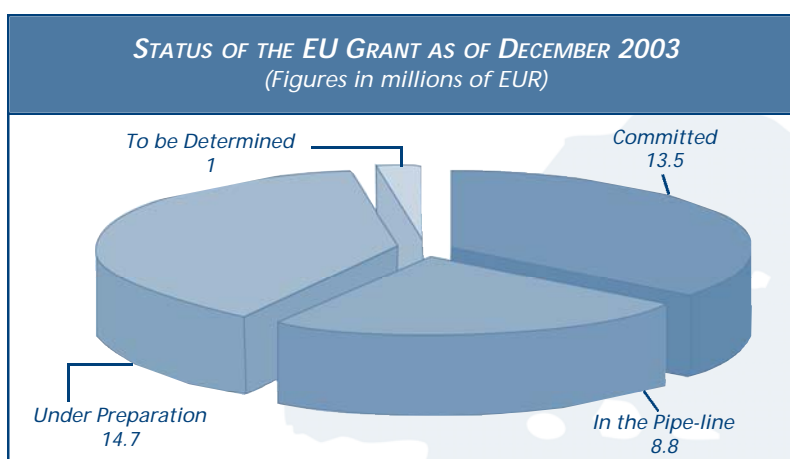 STATUS OF THE EU GRANT AS OF DECEMBER 2003
(Figures in millions of EUR)
To be Determined
1
Committed
13.5
Under Preparation
14.7
In the Pipe-line
8.8